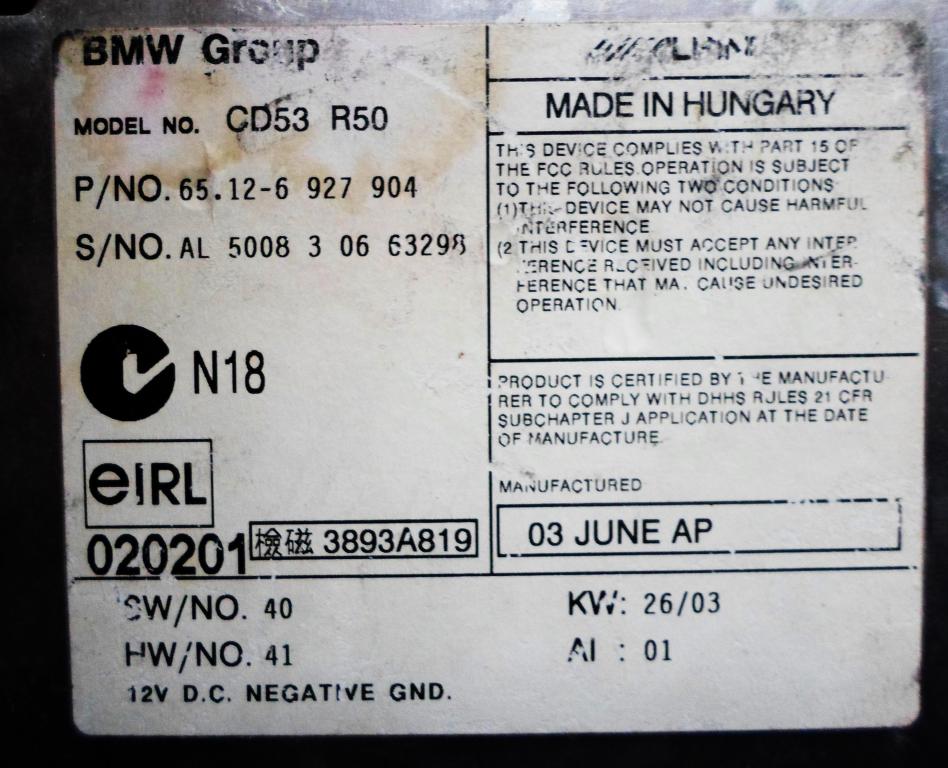 BMW Group
MODEL NO. CD53 R50
P/NO. 65.12-6 927 904
S/NO. AL 5008 3 06 63298
N18
eIRL
020201
檢磁 3893A819
MADE IN HUNGARY
THIS DEVICE COMPLIES WITH PART 15 OF
THE FCC RULES.OPERATION IS SUBJECT
TO THE FOLLOWING TWO CONDITIONS
(1)THIS DEVICE MAY NOT CAUSE HARMFUL
INTERFERENCE
(2 THIS DEVICE MUST ACCEPT ANY INTER-
FERENCE RECEIVED INCLUDING INTER-
FERENCE THAT MAY CAUSE UNDESIRED
OPERATION.
PRODUCT IS CERTIFIED BY THE MANUFACTU-
RER TO COMPLY WITH DHHS RULES 21 CFR
SUBCHAPTER J APPLICATION AT THE DATE
OF MANUFACTURE.
MANUFACTURED
03 JUNE AP
SW/NO. 40
HW/NO. 41
12V D.C. NEGATIVE GND.
KW: 26/03
AI : 01